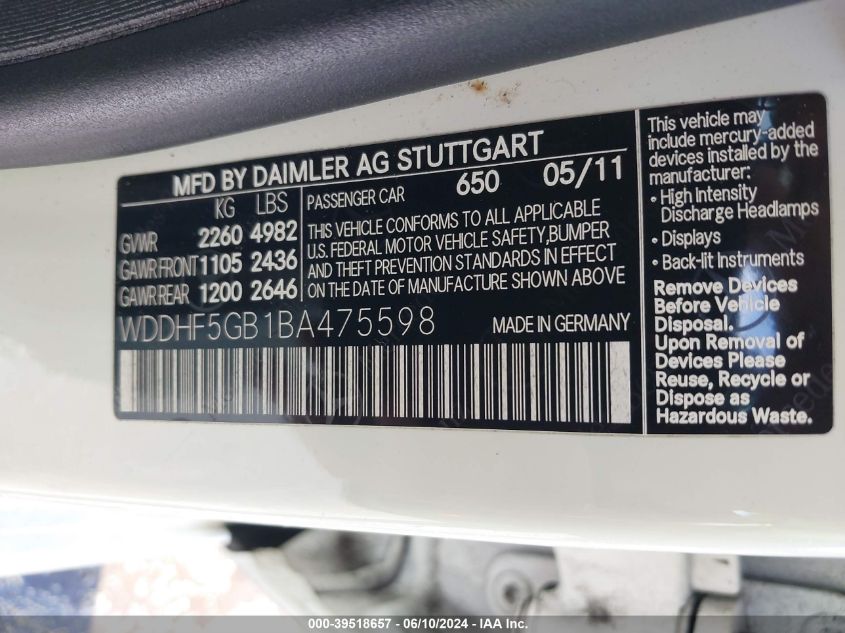 MFD BY DAIMLER AG STUTTGART
KG LBS
GVWR 2260 4982
GAWR FRONT 1105 2436
GAWR REAR 1200 2646
PASSENGER CAR 650 05/11
THIS VEHICLE CONFORMS TO ALL APPLICABLE
U.S. FEDERAL MOTOR VEHICLE SAFETY,BUMPER
AND THEFT PREVENTION STANDARDS IN EFFECT
ON THE DATE OF MANUFACTURE SHOWN ABOVE
WDDHF5GB1BA475598 MADE IN GERMANY
This vehicle may
include mercury-added
devices installed by the
manufacturer:
• High Intensity
Discharge Headlamps
• Displays
• Back-lit Instruments
Remove Devices
Before Vehicle
Disposal.
Upon Removal of
Devices Please
Reuse, Recycle or
Dispose as
Hazardous Waste.
000-39518657 - 06/10/2024 - IAA Inc.